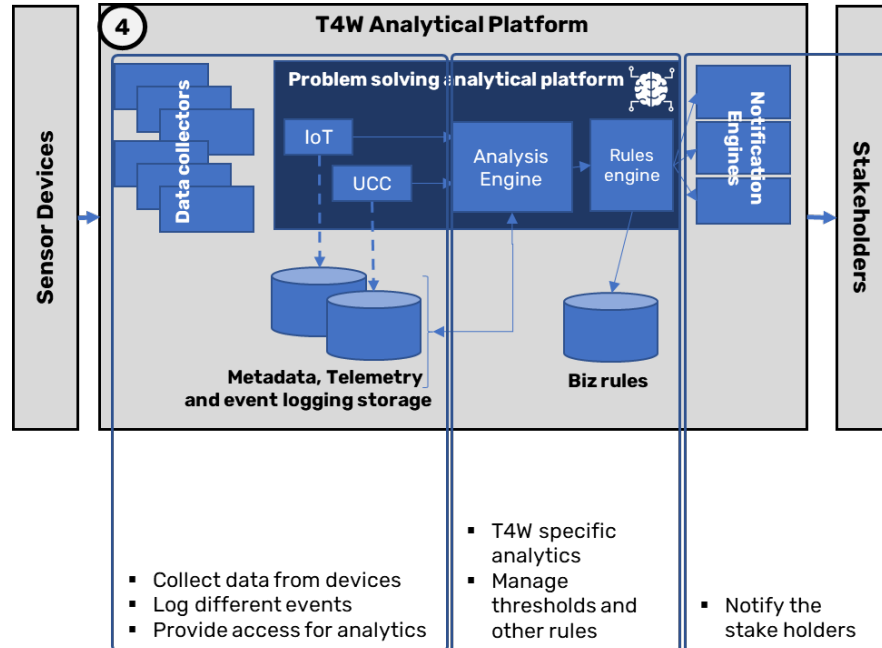 4
T4W Analytical Platform
Sensor Devices
Data collectors
Problem solving analytical platform
IoT
UCC
Analysis
Engine
Rules
engine
Notification
Engines
Stakeholders
Metadata, Telemetry
and event logging storage
Biz rules
▪ Collect data from devices
▪ Log different events
▪ Provide access for analytics
▪ T4W specific
analytics
▪ Manage
thresholds and
other rules
▪ Notify the
stake holders